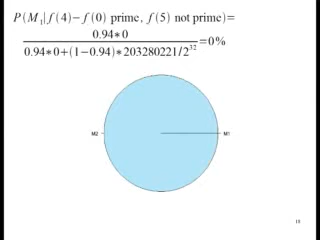 P(M₁|f(4)−f(0) prime, f(5) not prime)=
0.94∗0
0.94∗0+(1−0.94)∗203280221/2³² =0%
M2
M1